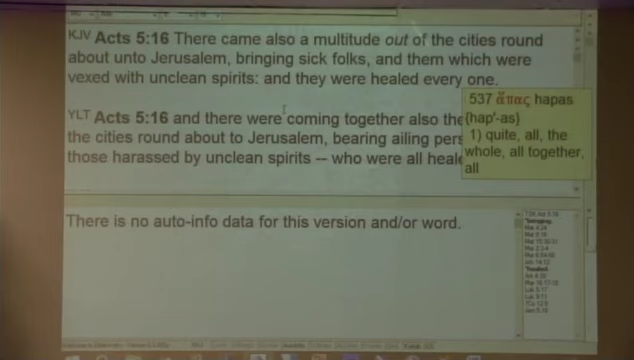 KJV Acts 5:16 There came also a multitude out of the cities round
about unto Jerusalem, bringing sick folks, and them which were
vexed with unclean spirits: and they were healed every one.
YLT Acts 5:16 and there were coming together also the
the cities round about to Jerusalem, bearing ailing pers
those harassed by unclean spirits -- who were all heale
537 ἅπας hapas
{hap'-as}
1) quite, all, the
whole, all together,
all
There is no auto-info data for this version and/or word.